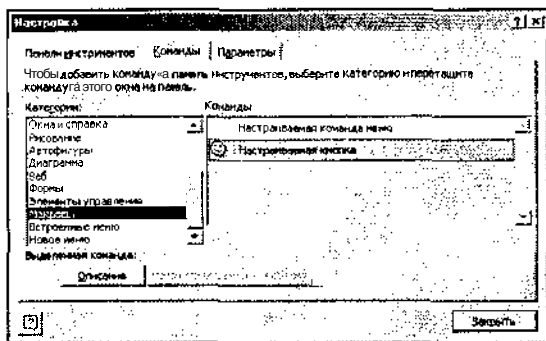 Настройка
Панели инструментов Команды Параметры
Чтобы добавить команду на панель инструментов, выберите категорию и перетащите
команду из этого окна на панель.
Категории: Команды
Окна и справка
Рисование
Автофигуры
Диаграмма
Веб
Формы
Элементы управления
Макросы
Встроенные меню
Новое меню
Настраиваемая команда меню
Настраиваемая кнопка
Выделенная команда:
Описание
Закрыть